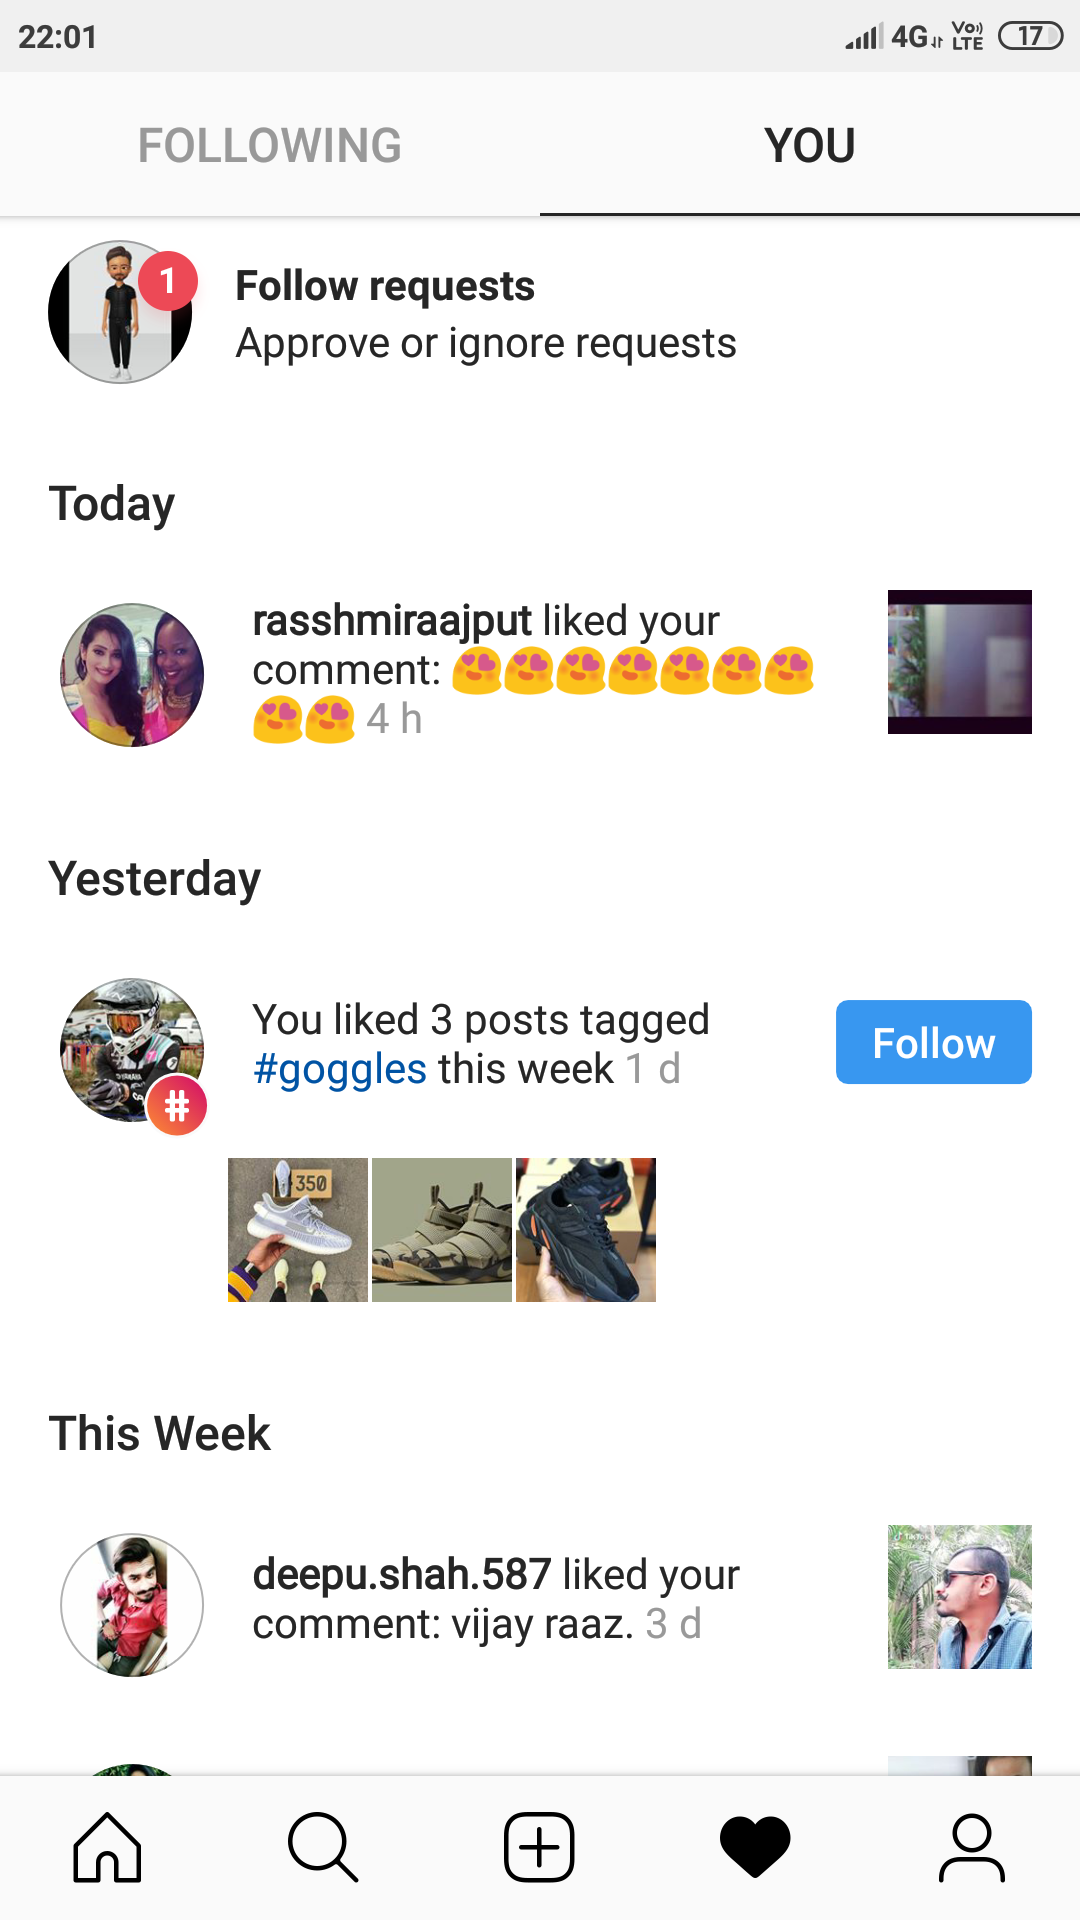 22:01 4G VoLTE 17
FOLLOWING YOU
1
Follow requests
Approve or ignore requests
Today
rasshmiraajput liked your
comment: 😍😍😍😍😍😍😍
😍😍 4 h
Yesterday
You liked 3 posts tagged
#goggles this week 1 d
Follow
#
350
This Week
deepu.shah.587 liked your
comment: vijay raaz. 3 d
TikTok